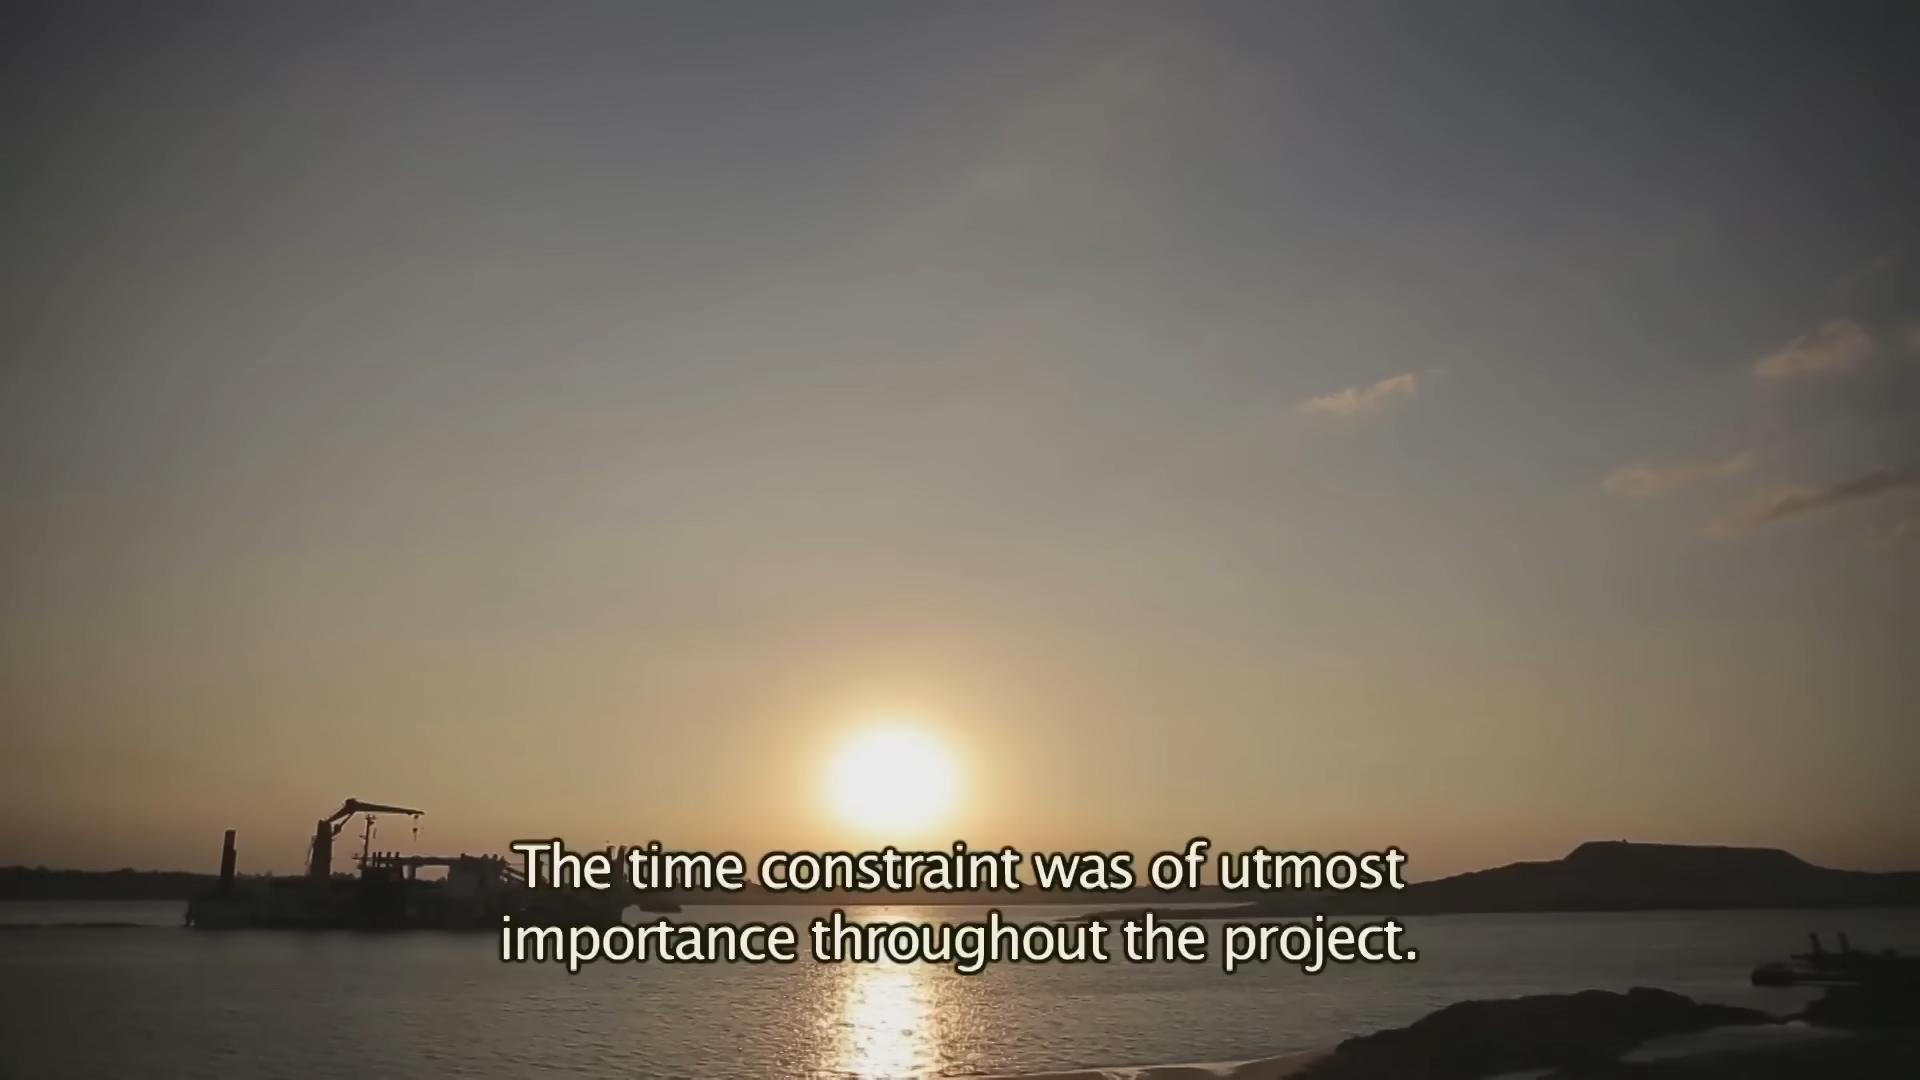 The time constraint was of utmost
importance throughout the project.